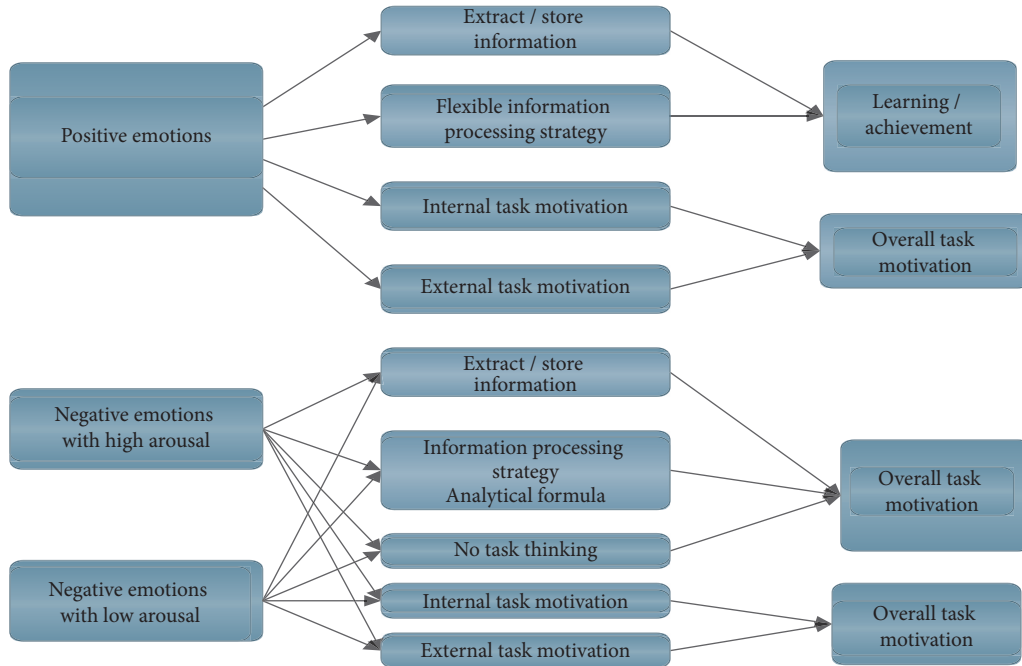 Positive emotions
Extract / store
information
Flexible information
processing strategy
Internal task motivation
External task motivation
Learning /
achievement
Overall task
motivation
Negative emotions
with high arousal
Negative emotions
with low arousal
Extract / store
information
Information processing
strategy
Analytical formula
No task thinking
Internal task motivation
External task motivation
Overall task
motivation
Overall task
motivation